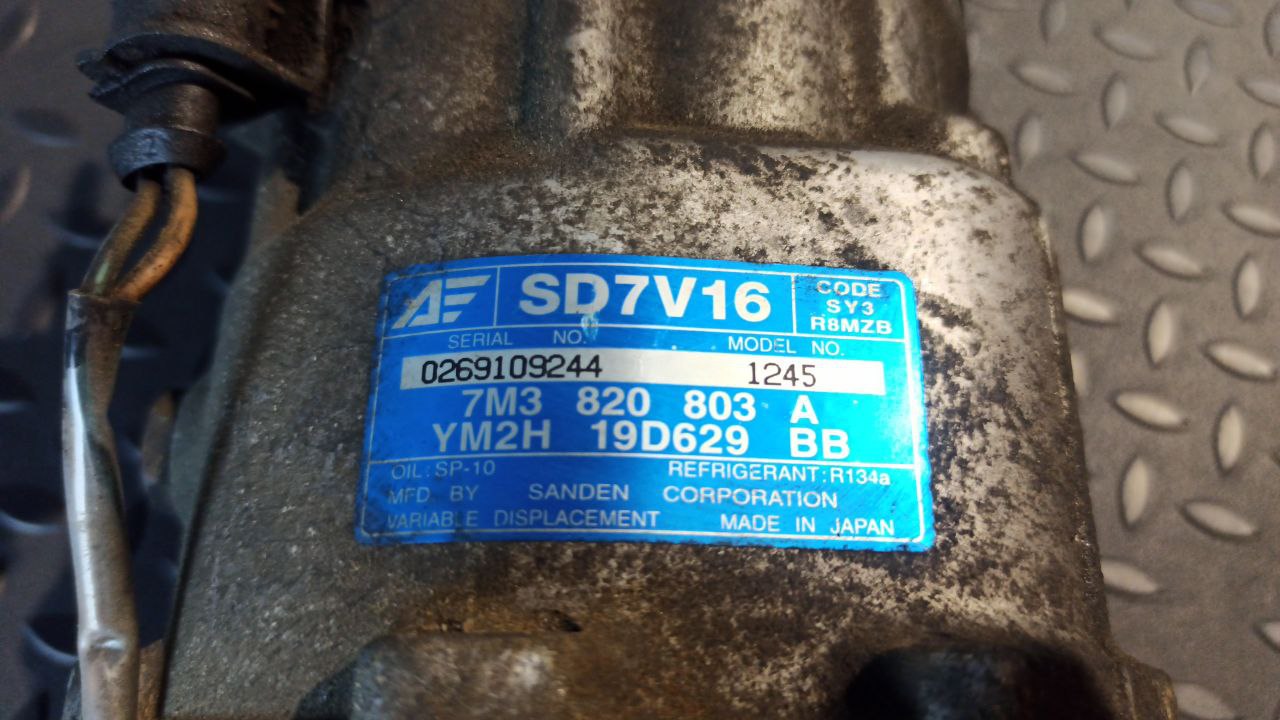 AE SD7V16 CODE
SY3
R8MZB
SERIAL NO. MODEL NO.
0269109244 1245
7M3 820 803 A
YM2H 19D629 BB
OIL:SP-10 REFRIGERANT:R134a
MFD. BY SANDEN CORPORATION
VARIABLE DISPLACEMENT MADE IN JAPAN